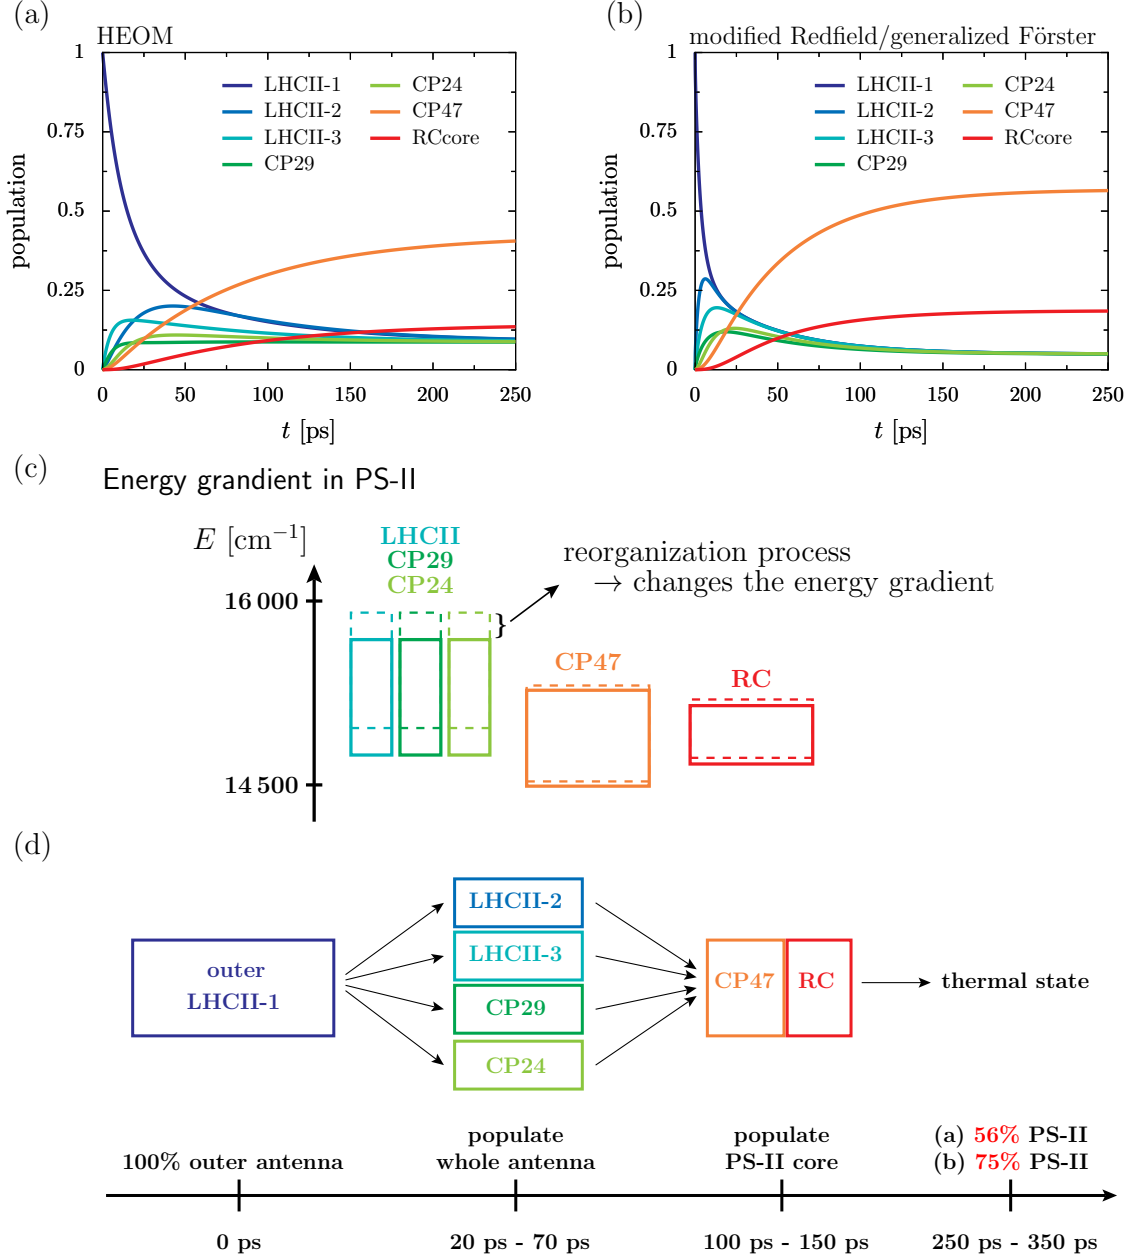 (a)
HEOM
1
0.75
0.5
0.25
0
population
LHCII-1
LHCII-2
LHCII-3
CP29
CP24
CP47
RCcore
0 50 100 150 200 250
t [ps]
(b)
modified Redfield/generalized Förster
1
0.75
0.5
0.25
0
population
LHCII-1
LHCII-2
LHCII-3
CP29
CP24
CP47
RCcore
0 50 100 150 200 250
t [ps]
(c)
Energy grandient in PS-II
E [cm⁻¹]
16 000
14 500
LHCII
CP29
CP24
}
reorganization process
→ changes the energy gradient
CP47
RC
(d)
outer
LHCII-1
LHCII-2
LHCII-3
CP29
CP24
CP47
RC
thermal state
100% outer antenna
populate
whole antenna
populate
PS-II core
(a) 56% PS-II
(b) 75% PS-II
0 ps
20 ps - 70 ps
100 ps - 150 ps
250 ps - 350 ps